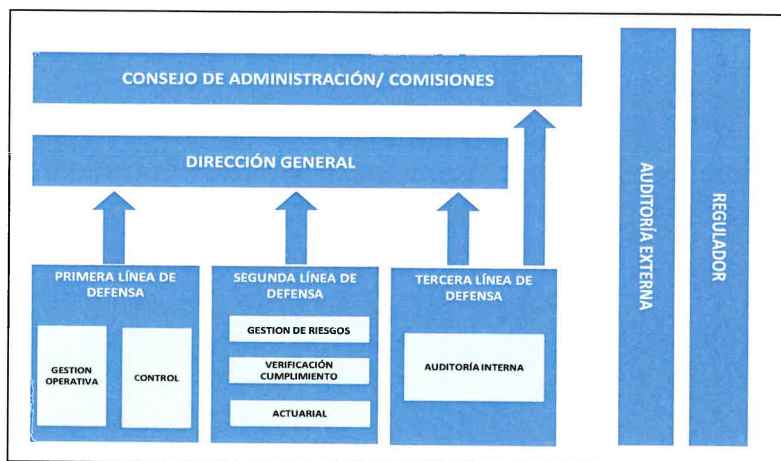 CONSEJO DE ADMINISTRACIÓN/ COMISIONES
DIRECCIÓN GENERAL
PRIMERA LÍNEA DE
DEFENSA
GESTION
OPERATIVA
CONTROL
SEGUNDA LÍNEA DE
DEFENSA
GESTION DE RIESGOS
VERIFICACIÓN
CUMPLIMIENTO
ACTUARIAL
TERCERA LÍNEA DE
DEFENSA
AUDITORÍA INTERNA
AUDITORÍA EXTERNA
REGULADOR